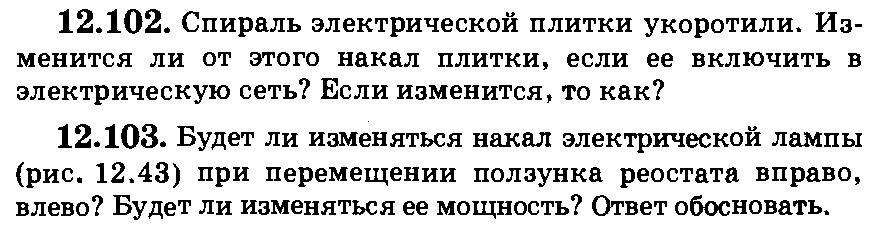 12.102. Спираль электрической плитки укоротили. Из-
менится ли от этого накал плитки, если ее включить в
электрическую сеть? Если изменится, то как?
12.103. Будет ли изменяться накал электрической лампы
(рис. 12.43) при перемещении ползунка реостата вправо,
влево? Будет ли изменяться ее мощность? Ответ обосновать.